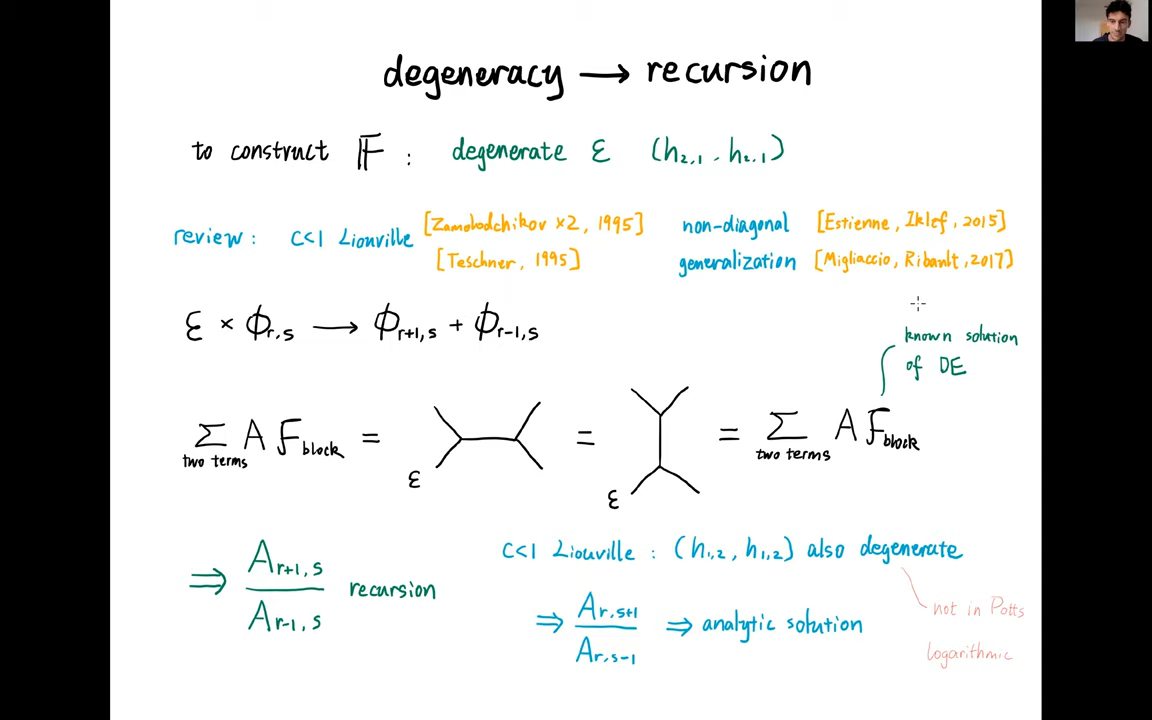 degeneracy → recursion
to construct 𝔽 : degenerate ε (h2,1 , h2,1)
review: c<1 Liouville [Zamolodchikov ×2, 1995] non-diagonal [Estienne, Iklef, 2015]
[Teschner, 1995] generalization [Migliaccio, Ribault, 2017]
ε × ϕr,s → ϕr+1,s + ϕr-1,s
known solution
of DE
Σ A Fblock = = = Σ A Fblock
two terms two terms
ε ε
⇒ Ar+1,s / Ar-1,s recursion
c<1 Liouville : (h1,2, h1,2) also degenerate
⇒ Ar,s+1 / Ar,s-1 ⇒ analytic solution
not in Potts
logarithmic